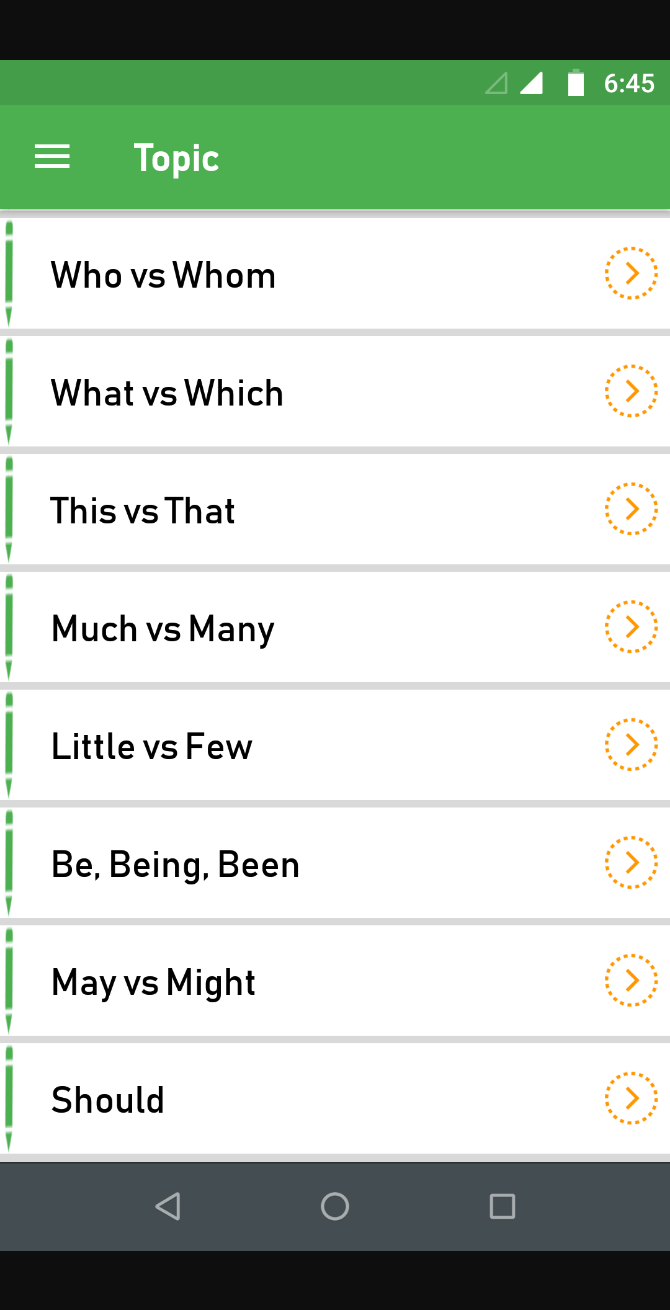 6:45
Topic
Who vs Whom
What vs Which
This vs That
Much vs Many
Little vs Few
Be, Being, Been
May vs Might
Should